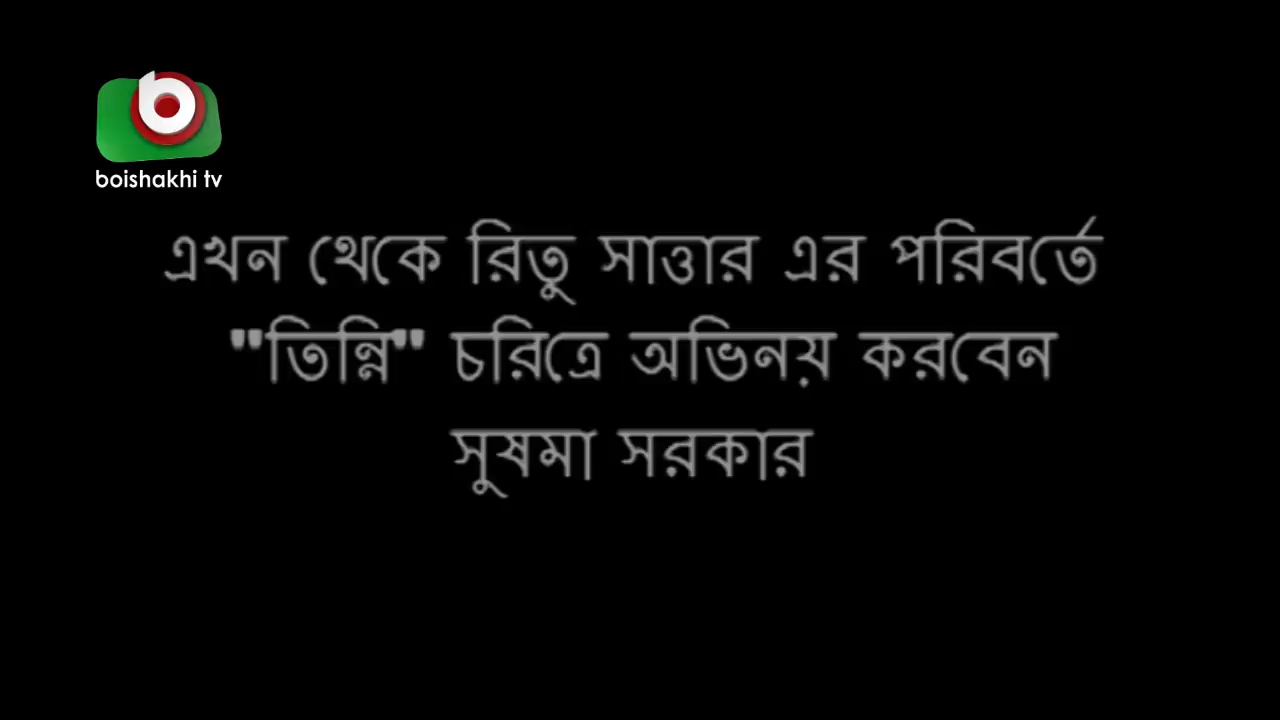 boishakhi tv
এখন থেকে রিতু সাত্তার এর পরিবর্তে
"তিন্নি" চরিত্রে অভিনয় করবেন
সুষমা সরকার